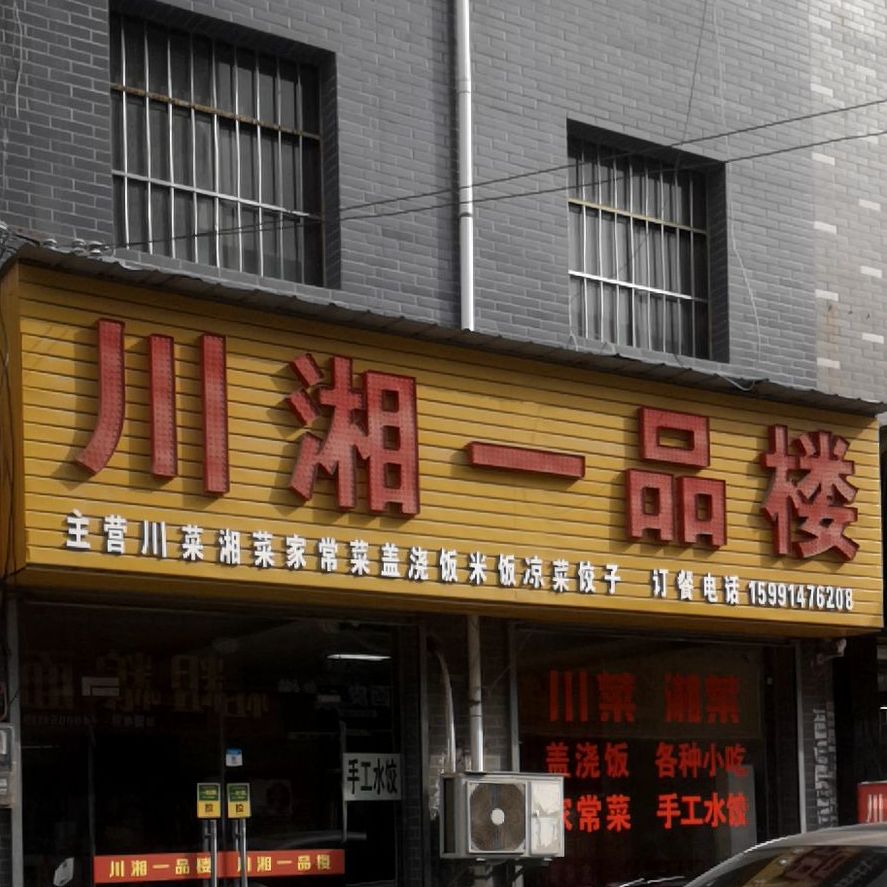 川湘一品楼
主营川菜湘菜家常菜盖浇饭米饭凉菜饺子 订餐电话15991476208
川菜 湘菜
盖浇饭 各种小吃
家常菜 手工水饺
手工水饺
川湘一品楼 川湘一品楼
川